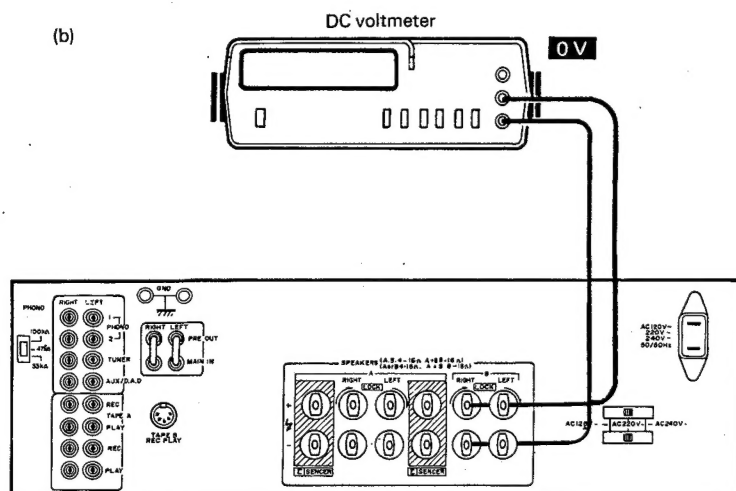 (b)
DC voltmeter
0 V
GND
RIGHT LEFT
PHONO
1
PHONO
2
100kΩ
47kΩ
33kΩ
TUNER
AUX/D.A.D
REC
TAPE A
PLAY
REC
PLAY
RIGHT LEFT
PRE OUT
MAIN IN
TAPE B
REC PLAY
SPEAKERS
A
B
RIGHT LEFT
LOCK
RIGHT LEFT
LOCK
+
-
SENCER
SENCER
AC120V~
220V~
240V~
50/60Hz
AC120V- AC220V- AC240V-